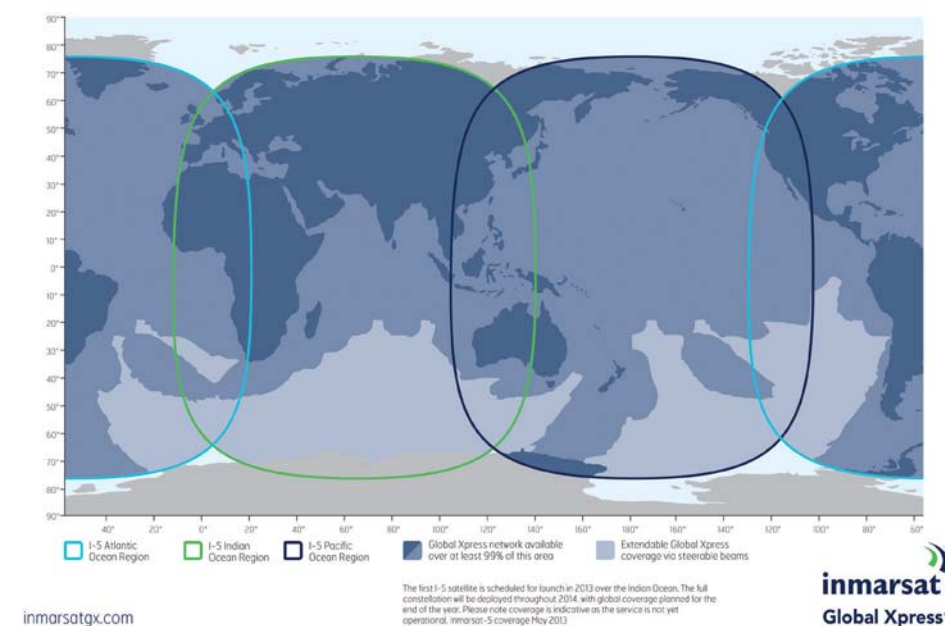 90°
80°
70°
60°
50°
40°
30°
20°
10°
0°
10°
20°
30°
40°
50°
60°
70°
80°
90°
40° 20° 0° 20° 40° 60° 80° 100° 120° 140° 160° 180° 160° 140° 120° 100° 80° 50°
I-5 Atlantic
Ocean Region
I-5 Indian
Ocean Region
I-5 Pacific
Ocean Region
Global Xpress network available
over at least 99% of this area
Extendable Global Xpress
coverage via steerable beams
The first I-5 satellite is scheduled for launch in 2013 over the Indian Ocean. The full
constellation will be deployed throughout 2014, with global coverage planned for the
end of the year. Please note coverage is indicative as the service is not yet
operational. Inmarsat-5 coverage May 2013
inmarsatgx.com
inmarsat
Global Xpress